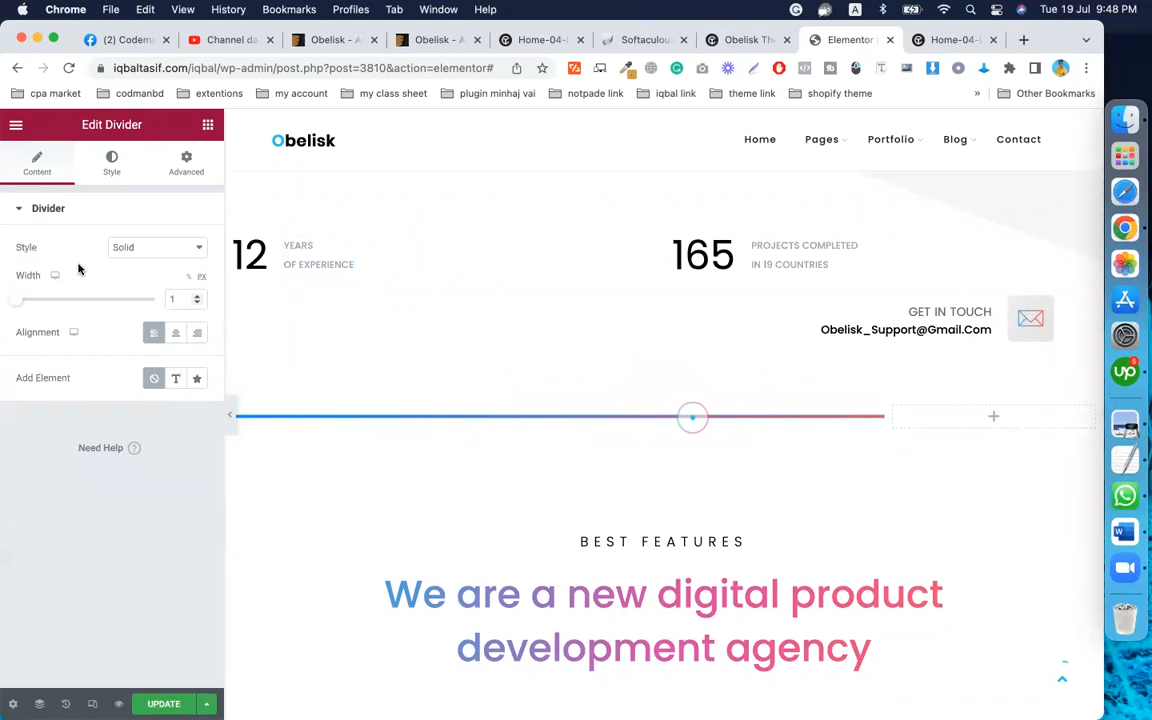 Chrome File Edit View History Bookmarks Profiles Tab Window Help A Tue 19 Jul 9:48 PM
(2) Codema Channel da Obelisk - A Obelisk - A Home-04-L Softaculous Obelisk The Elementor Home-04-L
iqbaltasif.com/iqbal/wp-admin/post.php?post=3810&action=elementor#
cpa market codmanbd extentions my account my class sheet plugin minhaj vai notpade link iqbal link theme link shopify theme » Other Bookmarks
Edit Divider
Content Style Advanced
Divider
Style Solid
Width % PX
1
Alignment
Add Element T
Need Help ?
UPDATE
Obelisk
Home Pages Portfolio Blog Contact
12 YEARS
OF EXPERIENCE
165 PROJECTS COMPLETED
IN 19 COUNTRIES
GET IN TOUCH
Obelisk_Support@Gmail.Com
BEST FEATURES
We are a new digital product
development agency